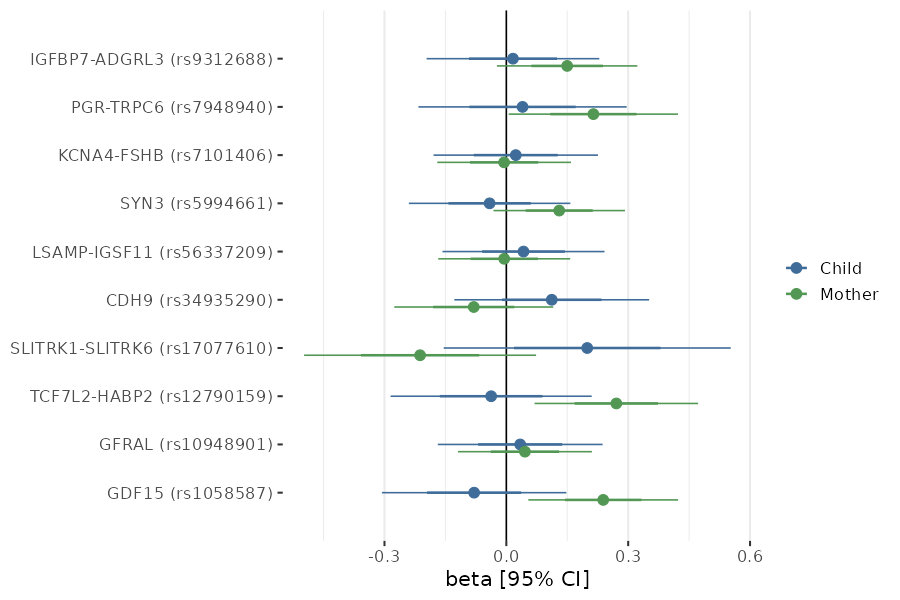 IGFBP7-ADGRL3 (rs9312688)
PGR-TRPC6 (rs7948940)
KCNA4-FSHB (rs7101406)
SYN3 (rs5994661)
LSAMP-IGSF11 (rs56337209)
CDH9 (rs34935290)
SLITRK1-SLITRK6 (rs17077610)
TCF7L2-HABP2 (rs12790159)
GFRAL (rs10948901)
GDF15 (rs1058587)
-0.3 0.0 0.3 0.6
beta [95% CI]
Child
Mother